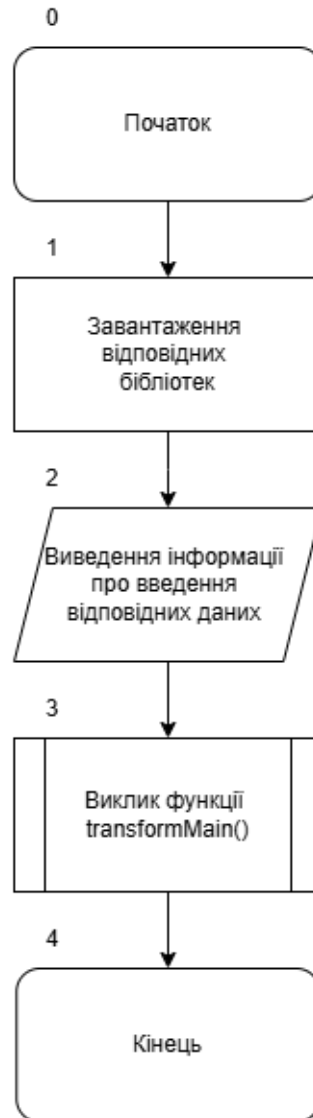 0
Початок
1
Завантаження
відповідних
бібліотек
2
Виведення інформації
про введення
відповідних даних
3
Виклик функції
transformMain()
4
Кінець